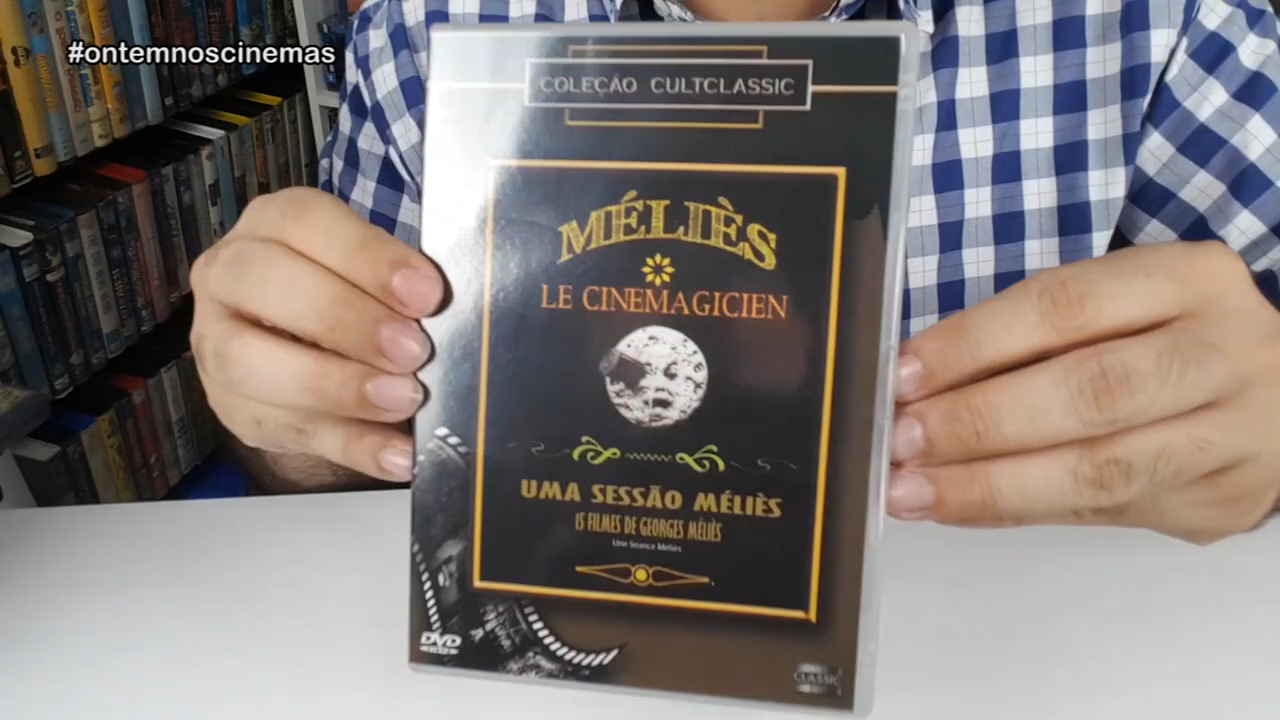 #ontemnoscinemas
COLEÇÃO CULTCLASSIC
MÉLIÈS
LE CINEMAGICIEN
UMA SESSÃO MÉLIÈS
15 FILMES DE GEORGES MÉLIÈS
Une Séance Méliès
DVD
CLASSIC